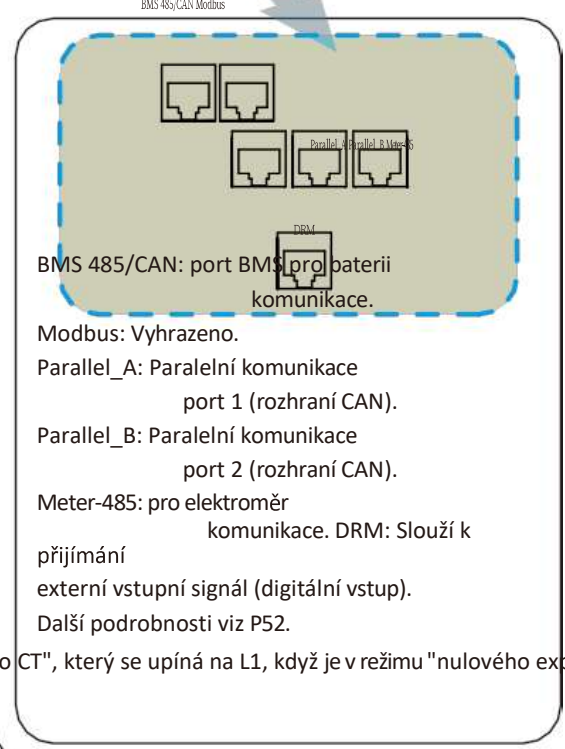 BMS 485/CAN Modbus
Parallel_A Parallel_B Meter-485
DRM
BMS 485/CAN: port BMS pro baterii
komunikace.
Modbus: Vyhrazeno.
Parallel_A: Paralelní komunikace
port 1 (rozhraní CAN).
Parallel_B: Paralelní komunikace
port 2 (rozhraní CAN).
Meter-485: pro elektroměr
komunikace. DRM: Slouží k
přijímání
externí vstupní signál (digitální vstup).
Další podrobnosti viz P52.
o CT", který se upíná na L1, když je v režimu "nulového